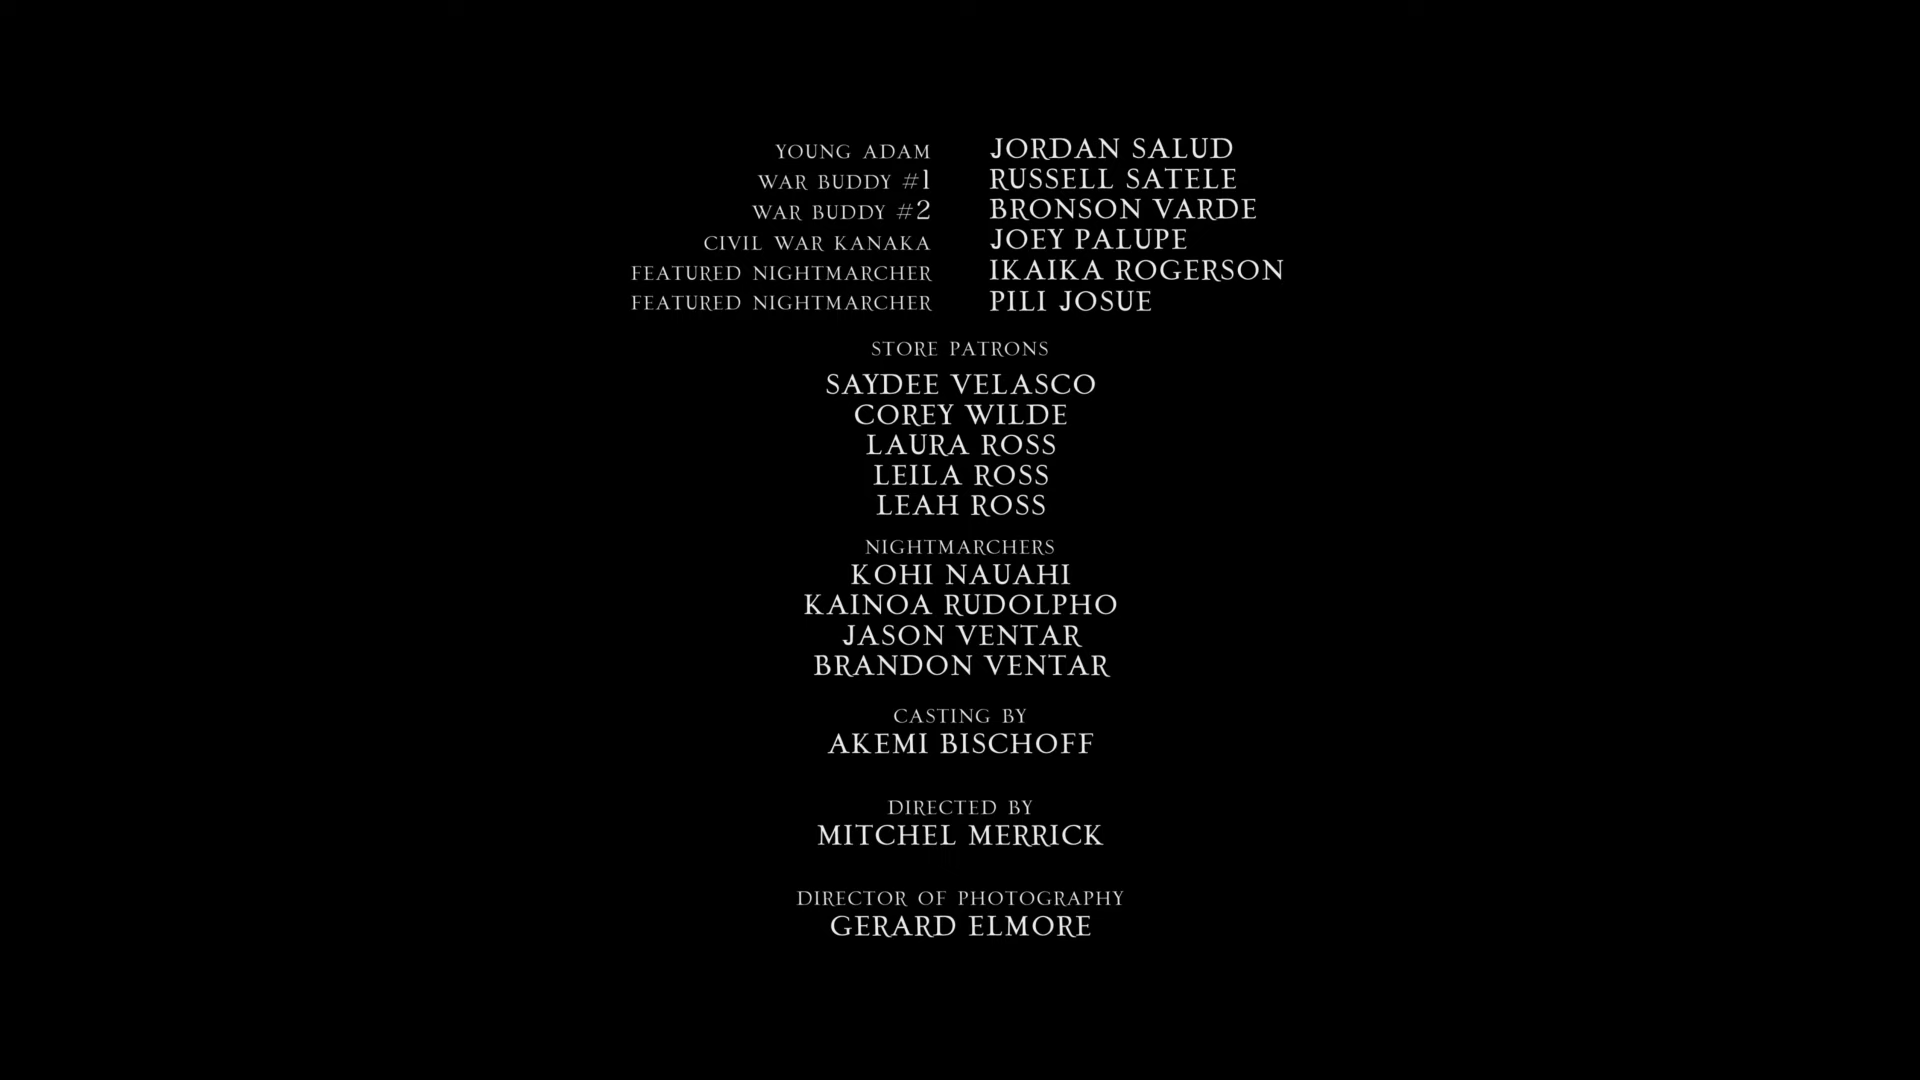 YOUNG ADAM JORDAN SALUD
WAR BUDDY #1 RUSSELL SATELE
WAR BUDDY #2 BRONSON VARDE
CIVIL WAR KANAKA JOEY PALUPE
FEATURED NIGHTMARCHER IKAIKA ROGERSON
FEATURED NIGHTMARCHER PILI JOSUE
STORE PATRONS
SAYDEE VELASCO
COREY WILDE
LAURA ROSS
LEILA ROSS
LEAH ROSS
NIGHTMARCHERS
KOHI NAUAHI
KAINOA RUDOLPHO
JASON VENTAR
BRANDON VENTAR
CASTING BY
AKEMI BISCHOFF
DIRECTED BY
MITCHEL MERRICK
DIRECTOR OF PHOTOGRAPHY
GERARD ELMORE